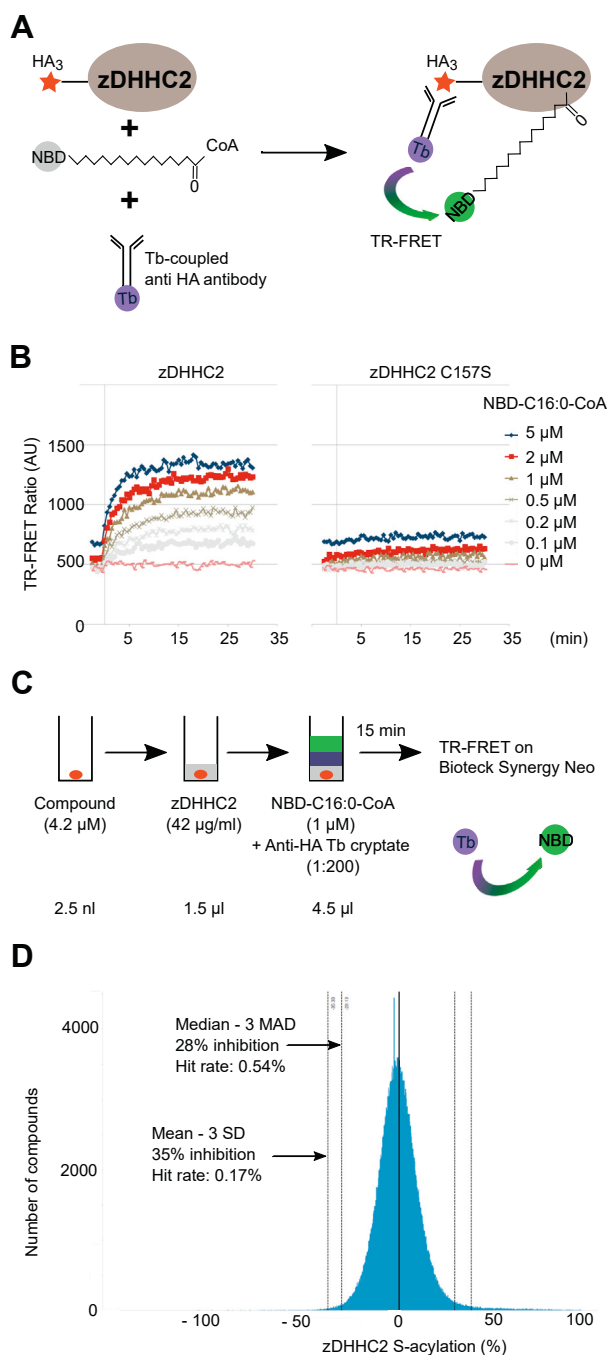 A
HA3
zDHHC2
+
NBD
CoA
O
+
Tb
Tb-coupled
anti HA antibody
HA3
zDHHC2
O
Tb
NBD
TR-FRET
B
zDHHC2
zDHHC2 C157S
NBD-C16:0-CoA
5 µM
2 µM
1 µM
0.5 µM
0.2 µM
0.1 µM
0 µM
TR-FRET Ratio (AU)
1500
1000
500
0
5 15 25 35
5 15 25 35 (min)
C
15 min
TR-FRET on
Bioteck Synergy Neo
Compound
(4.2 µM)
zDHHC2
(42 µg/ml)
NBD-C16:0-CoA
(1 µM)
+ Anti-HA Tb cryptate
(1:200)
Tb
NBD
2.5 nl
1.5 µl
4.5 µl
D
Number of compounds
4000
2000
0
Median - 3 MAD
28% inhibition
Hit rate: 0.54%
Mean - 3 SD
35% inhibition
Hit rate: 0.17%
- 100 - 50 0 50 100
zDHHC2 S-acylation (%)